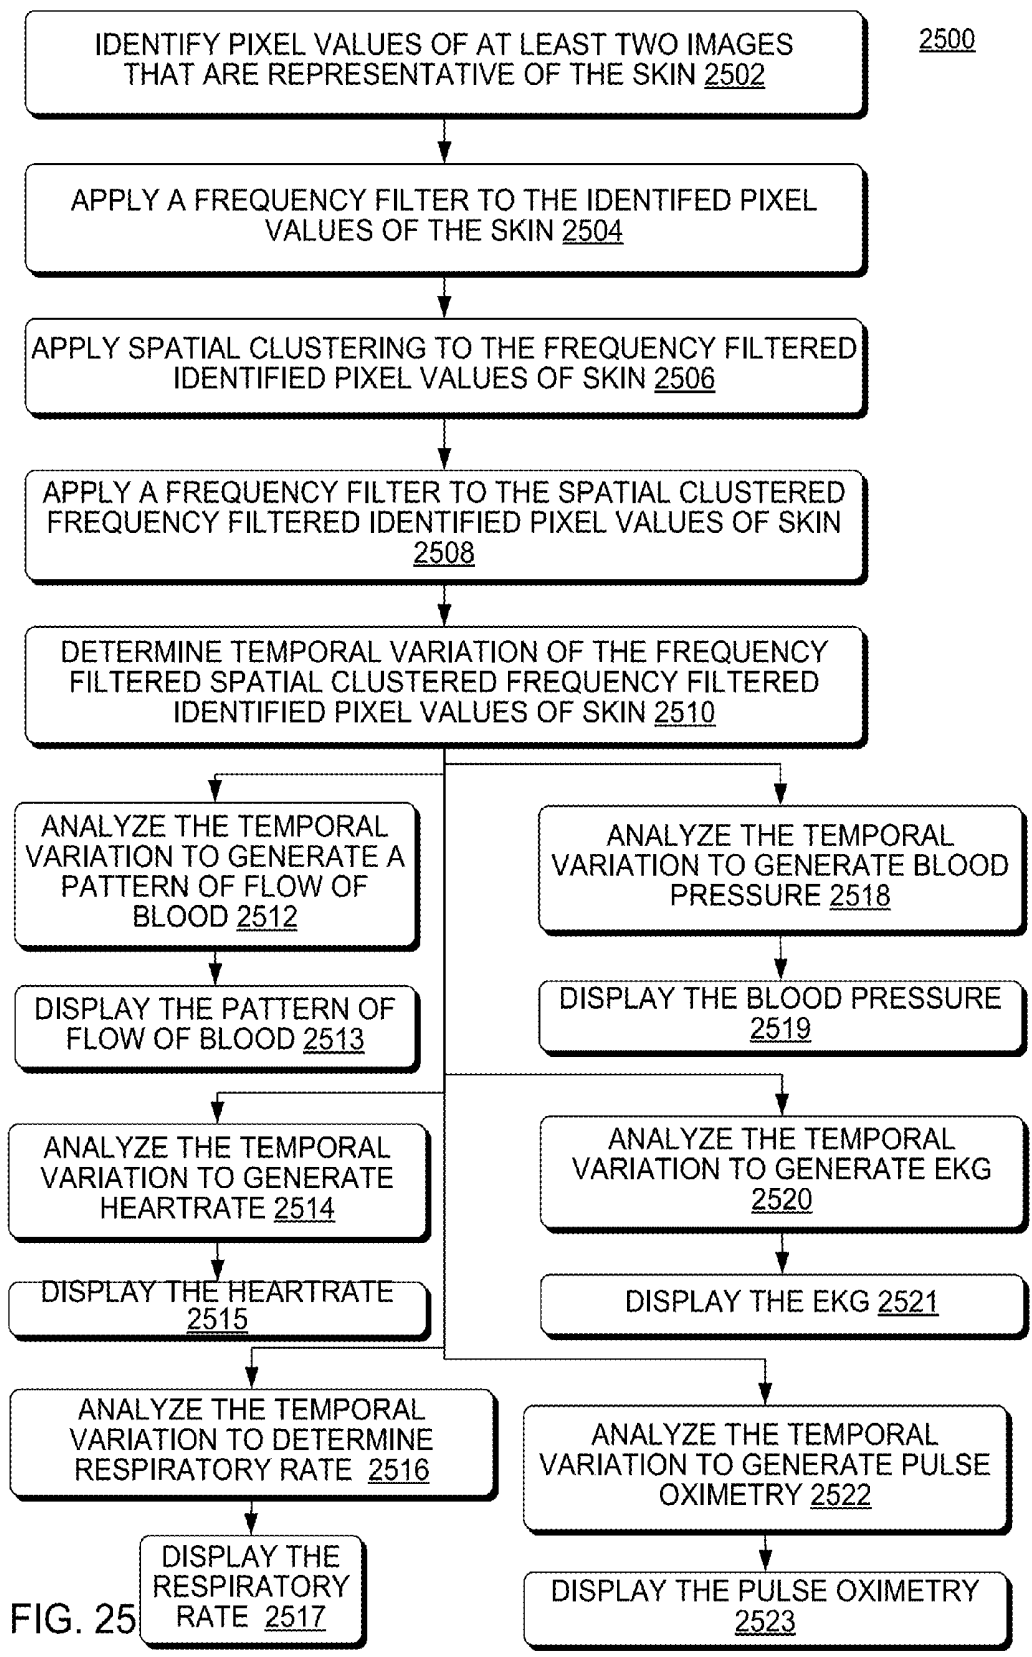 2500
IDENTIFY PIXEL VALUES OF AT LEAST TWO IMAGES
THAT ARE REPRESENTATIVE OF THE SKIN 2502
APPLY A FREQUENCY FILTER TO THE IDENTIFED PIXEL
VALUES OF THE SKIN 2504
APPLY SPATIAL CLUSTERING TO THE FREQUENCY FILTERED
IDENTIFIED PIXEL VALUES OF SKIN 2506
APPLY A FREQUENCY FILTER TO THE SPATIAL CLUSTERED
FREQUENCY FILTERED IDENTIFIED PIXEL VALUES OF SKIN
2508
DETERMINE TEMPORAL VARIATION OF THE FREQUENCY
FILTERED SPATIAL CLUSTERED FREQUENCY FILTERED
IDENTIFIED PIXEL VALUES OF SKIN 2510
ANALYZE THE TEMPORAL
VARIATION TO GENERATE A
PATTERN OF FLOW OF
BLOOD 2512
DISPLAY THE PATTERN OF
FLOW OF BLOOD 2513
ANALYZE THE TEMPORAL
VARIATION TO GENERATE BLOOD
PRESSURE 2518
DISPLAY THE BLOOD PRESSURE
2519
ANALYZE THE TEMPORAL
VARIATION TO GENERATE
HEARTRATE 2514
DISPLAY THE HEARTRATE
2515
ANALYZE THE TEMPORAL
VARIATION TO GENERATE EKG
2520
DISPLAY THE EKG 2521
ANALYZE THE TEMPORAL
VARIATION TO DETERMINE
RESPIRATORY RATE 2516
DISPLAY THE
RESPIRATORY
RATE 2517
ANALYZE THE TEMPORAL
VARIATION TO GENERATE PULSE
OXIMETRY 2522
DISPLAY THE PULSE OXIMETRY
2523
FIG. 25